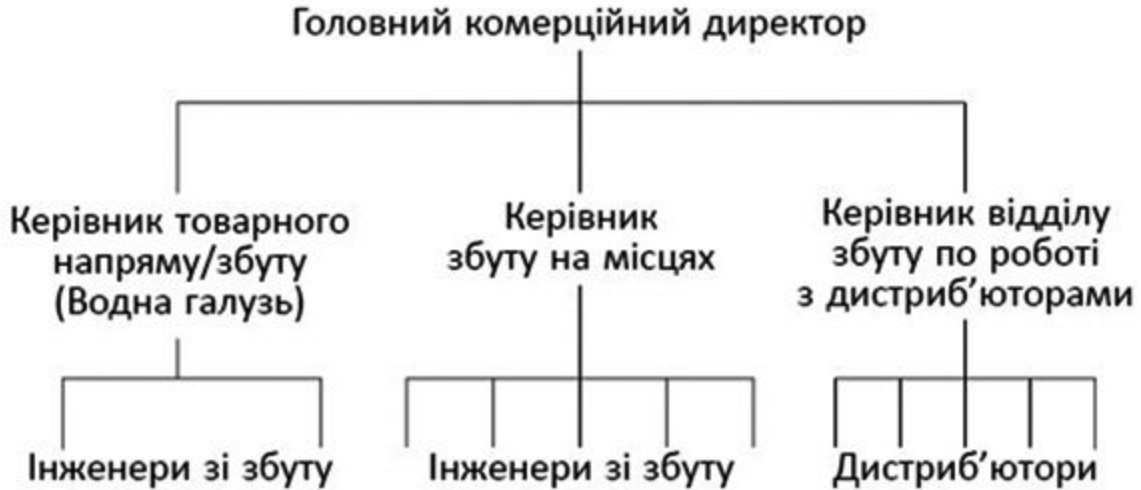 Головний комерційний директор
Керівник товарного
напряму/збуту
(Водна галузь)
Керівник
збуту на місцях
Керівник відділу
збуту по роботі
з дистриб’юторами
Інженери зі збуту
Інженери зі збуту
Дистриб’ютори